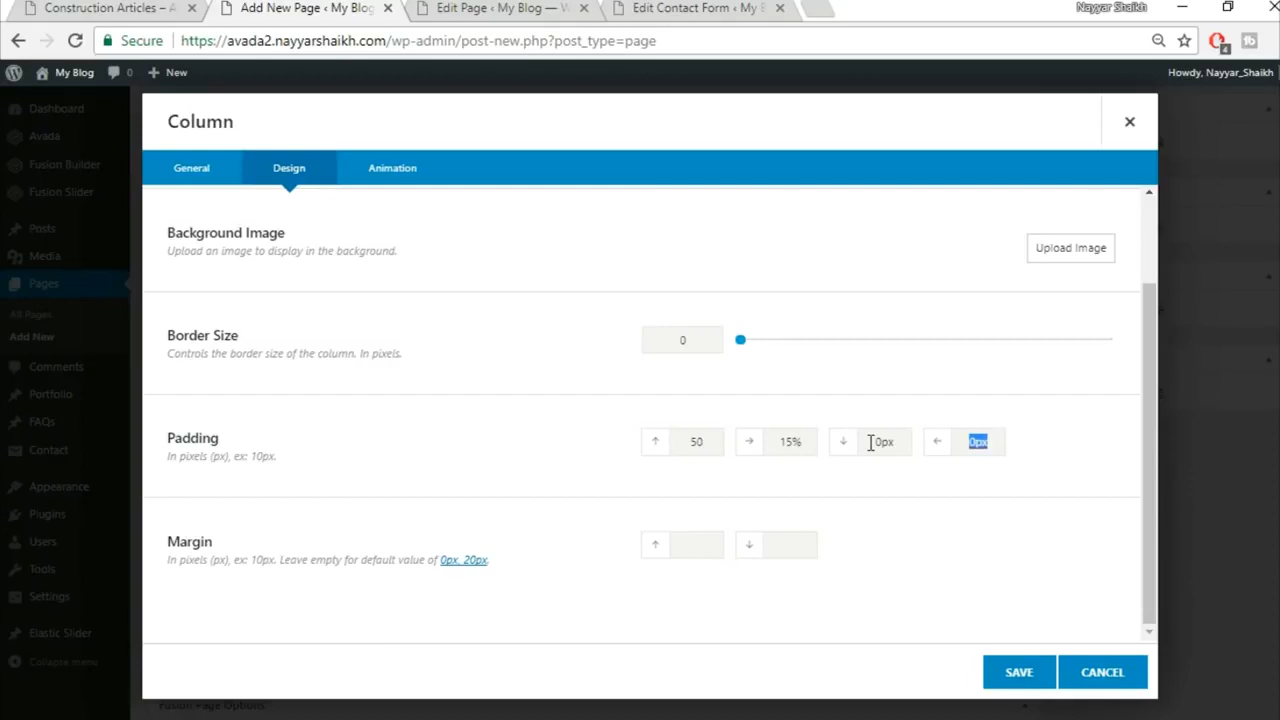 Construction Articles – A
Add New Page ‹ My Blog
Edit Page ‹ My Blog — W
Edit Contact Form ‹ My B
Nayyar Shaikh
Secure
https://avada2.nayyarshaikh.com/wp-admin/post-new.php?post_type=page
4
My Blog
0
New
Howdy, Nayyar_Shaikh
Dashboard
Avada
Fusion Builder
Fusion Slider
Posts
Media
Pages
All Pages
Add New
Comments
Portfolio
FAQs
Contact
Appearance
Plugins
Users
Tools
Settings
Elastic Slider
Collapse menu
Column
General
Design
Animation
Background Image
Upload an image to display in the background.
Upload Image
Border Size
Controls the border size of the column. In pixels.
0
Padding
In pixels (px), ex: 10px.
50
15%
0px
0px
Margin
In pixels (px), ex: 10px. Leave empty for default value of 0px, 20px.
SAVE
CANCEL
Fusion Page Options